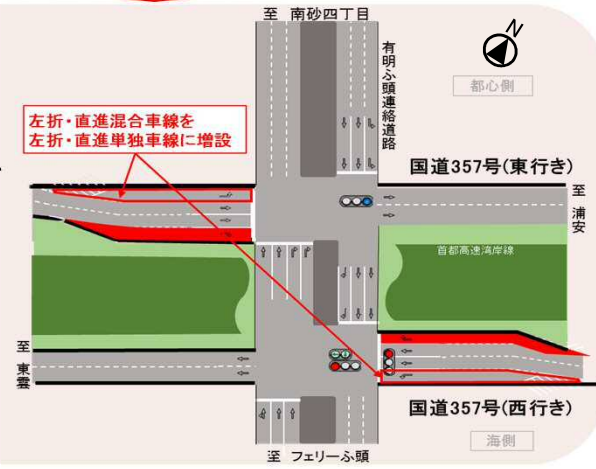 至 南砂四丁目
N
有明ふ頭連絡道路
都心側
左折・直進混合車線を
左折・直進単独車線に増設
国道357号(東行き)
至 浦安
首都高速湾岸線
至 東雲
国道357号(西行き)
海側
至 フェリーふ頭